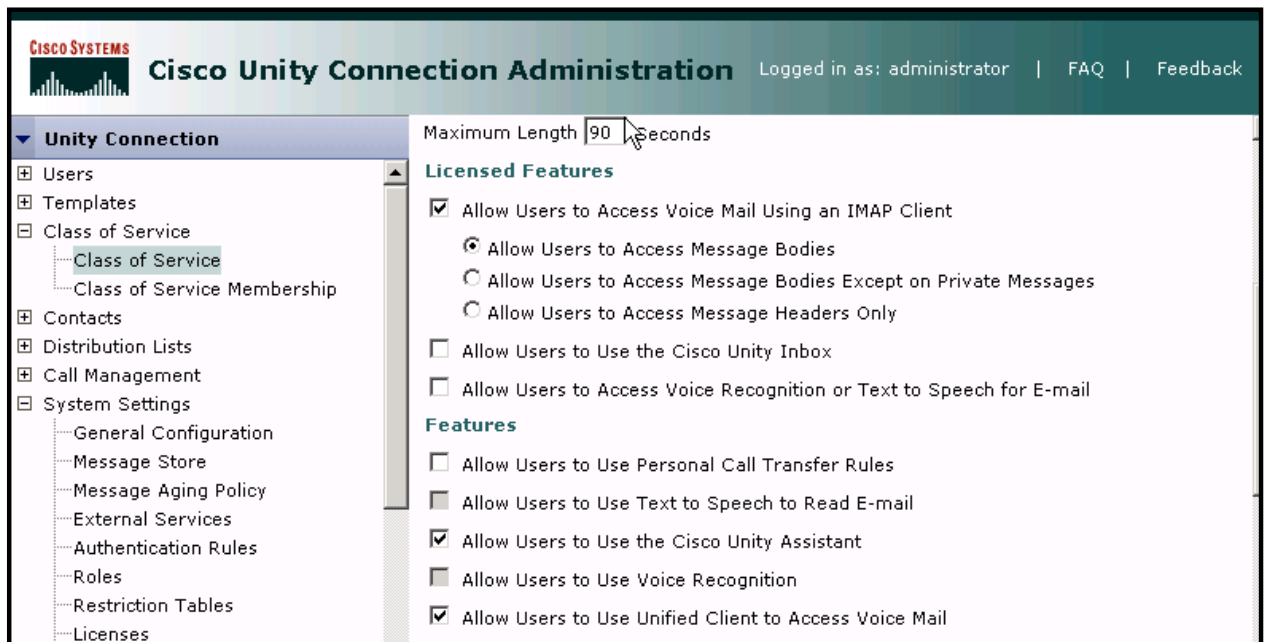 CISCO SYSTEMS
Cisco Unity Connection Administration
Logged in as: administrator | FAQ | Feedback
Unity Connection
Users
Templates
Class of Service
Class of Service
Class of Service Membership
Contacts
Distribution Lists
Call Management
System Settings
General Configuration
Message Store
Message Aging Policy
External Services
Authentication Rules
Roles
Restriction Tables
Licenses
Maximum Length 90 Seconds
Licensed Features
Allow Users to Access Voice Mail Using an IMAP Client
Allow Users to Access Message Bodies
Allow Users to Access Message Bodies Except on Private Messages
Allow Users to Access Message Headers Only
Allow Users to Use the Cisco Unity Inbox
Allow Users to Access Voice Recognition or Text to Speech for E-mail
Features
Allow Users to Use Personal Call Transfer Rules
Allow Users to Use Text to Speech to Read E-mail
Allow Users to Use the Cisco Unity Assistant
Allow Users to Use Voice Recognition
Allow Users to Use Unified Client to Access Voice Mail